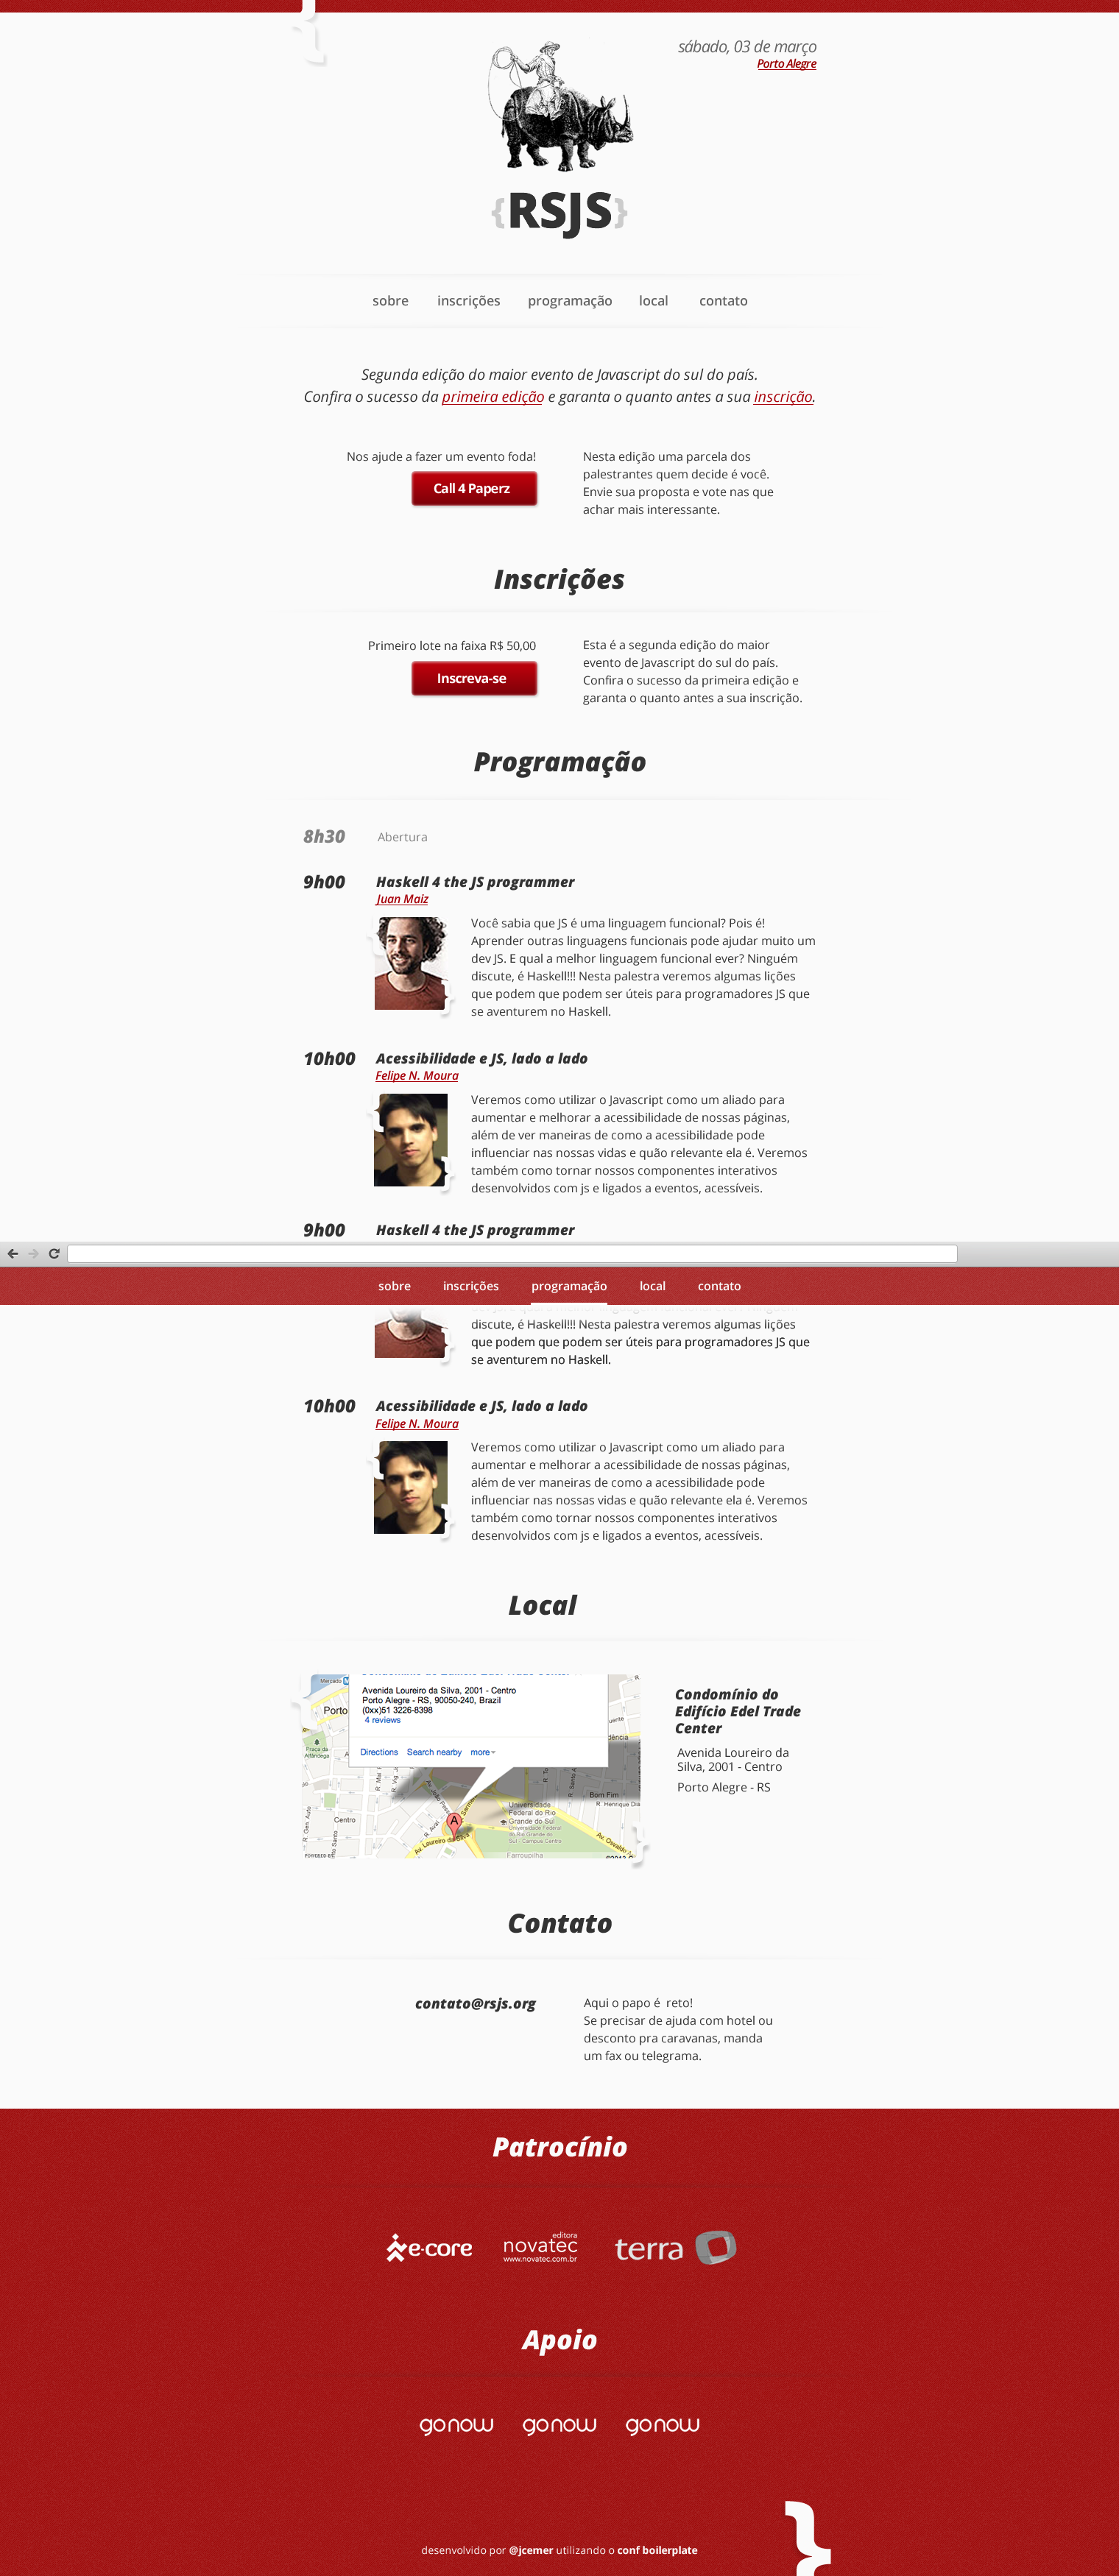 {
sábado, 03 de março
Porto Alegre
{RSJS}
sobre inscrições programação local contato
Segunda edição do maior evento de Javascript do sul do país.
Confira o sucesso da primeira edição e garanta o quanto antes a sua inscrição.
Nos ajude a fazer um evento foda!
Call 4 Paperz
Nesta edição uma parcela dos
palestrantes quem decide é você.
Envie sua proposta e vote nas que
achar mais interessante.
Inscrições
Primeiro lote na faixa R$ 50,00
Inscreva-se
Esta é a segunda edição do maior
evento de Javascript do sul do país.
Confira o sucesso da primeira edição e
garanta o quanto antes a sua inscrição.
Programação
8h30 Abertura
9h00 Haskell 4 the JS programmer
Juan Maiz
Você sabia que JS é uma linguagem funcional? Pois é!
Aprender outras linguagens funcionais pode ajudar muito um
dev JS. E qual a melhor linguagem funcional ever? Ninguém
discute, é Haskell!!! Nesta palestra veremos algumas lições
que podem que podem ser úteis para programadores JS que
se aventurem no Haskell.
10h00 Acessibilidade e JS, lado a lado
Felipe N. Moura
Veremos como utilizar o Javascript como um aliado para
aumentar e melhorar a acessibilidade de nossas páginas,
além de ver maneiras de como a acessibilidade pode
influenciar nas nossas vidas e quão relevante ela é. Veremos
também como tornar nossos componentes interativos
desenvolvidos com js e ligados a eventos, acessíveis.
9h00 Haskell 4 the JS programmer
sobre inscrições programação local contato
discute, é Haskell!!! Nesta palestra veremos algumas lições
que podem que podem ser úteis para programadores JS que
se aventurem no Haskell.
10h00 Acessibilidade e JS, lado a lado
Felipe N. Moura
Veremos como utilizar o Javascript como um aliado para
aumentar e melhorar a acessibilidade de nossas páginas,
além de ver maneiras de como a acessibilidade pode
influenciar nas nossas vidas e quão relevante ela é. Veremos
também como tornar nossos componentes interativos
desenvolvidos com js e ligados a eventos, acessíveis.
Local
Avenida Loureiro da Silva, 2001 - Centro
Porto Alegre - RS, 90050-240, Brazil
(0xx)51 3226-8398
4 reviews
Directions Search nearby more
Mercado
Porto
Praça da
Alfândega
Centro
A
Av. Loureiro da Silva
Universidade
Federal do Rio
Grande do Sul
Universidade Federal
do Rio Grande do
Sul / Campus Centro
Bom Fim
R. Henrique Dia
Av. Osvaldo
Farroupilha
POWERED BY
Condomínio do
Edifício Edel Trade
Center
Avenida Loureiro da
Silva, 2001 - Centro
Porto Alegre - RS
Contato
contato@rsjs.org
Aqui o papo é reto!
Se precisar de ajuda com hotel ou
desconto pra caravanas, manda
um fax ou telegrama.
Patrocínio
e-core
editora
novatec
www.novatec.com.br
terra
Apoio
gonow gonow gonow
desenvolvido por @jcemer utilizando o conf boilerplate
}